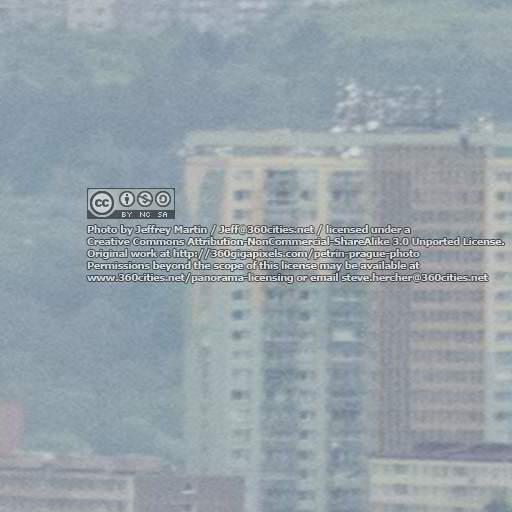 cc BY NC SA
Photo by Jeffrey Martin / Jeff@360cities.net / licensed under a
Creative Commons Attribution-NonCommercial-ShareAlike 3.0 Unported License.
Original work at http://360gigapixels.com/petrin-prague-photo
Permissions beyond the scope of this license may be available at
www.360cities.net/panorama-licensing or email steve.hercher@360cities.net